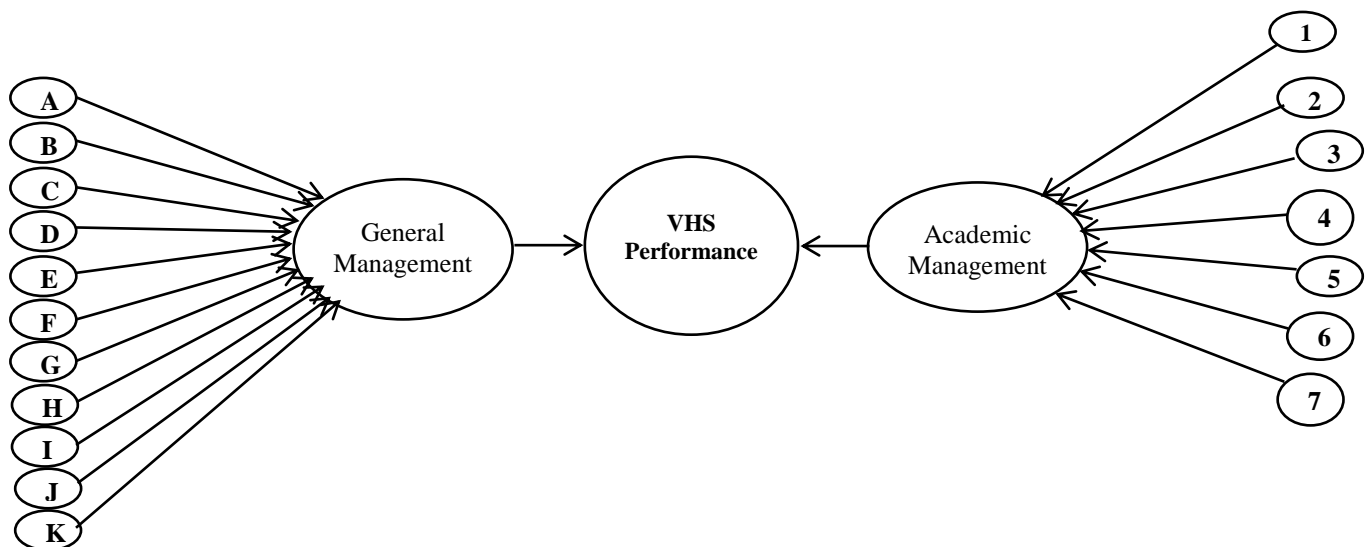 A
B
C
D
E
F
G
H
I
J
K
General
Management
VHS
Performance
Academic
Management
1
2
3
4
5
6
7